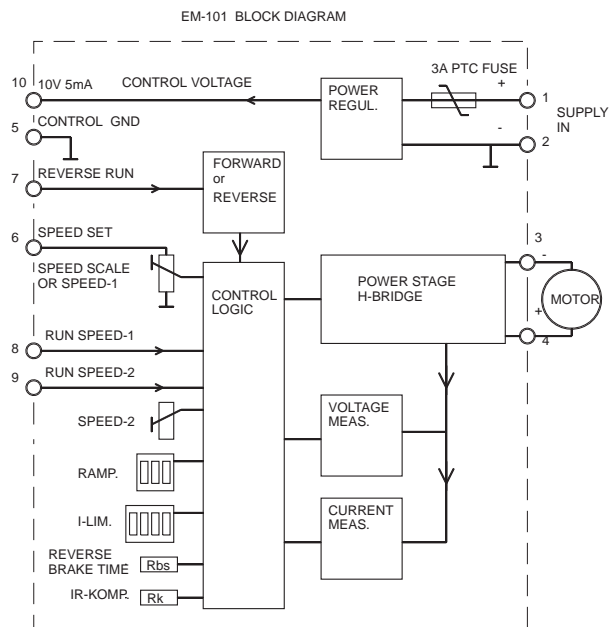 EM-101 BLOCK DIAGRAM
10
10V 5mA
CONTROL VOLTAGE
POWER
REGUL.
3A PTC FUSE
+
1
SUPPLY
IN
-
2
5
CONTROL GND
7
REVERSE RUN
FORWARD
or
REVERSE
6
SPEED SET
SPEED SCALE
OR SPEED-1
CONTROL
LOGIC
POWER STAGE
H-BRIDGE
3
-
MOTOR
+
4
8
RUN SPEED-1
9
RUN SPEED-2
SPEED-2
VOLTAGE
MEAS.
RAMP.
I-LIM.
CURRENT
MEAS.
REVERSE
BRAKE TIME
Rbs
IR-KOMP.
Rk